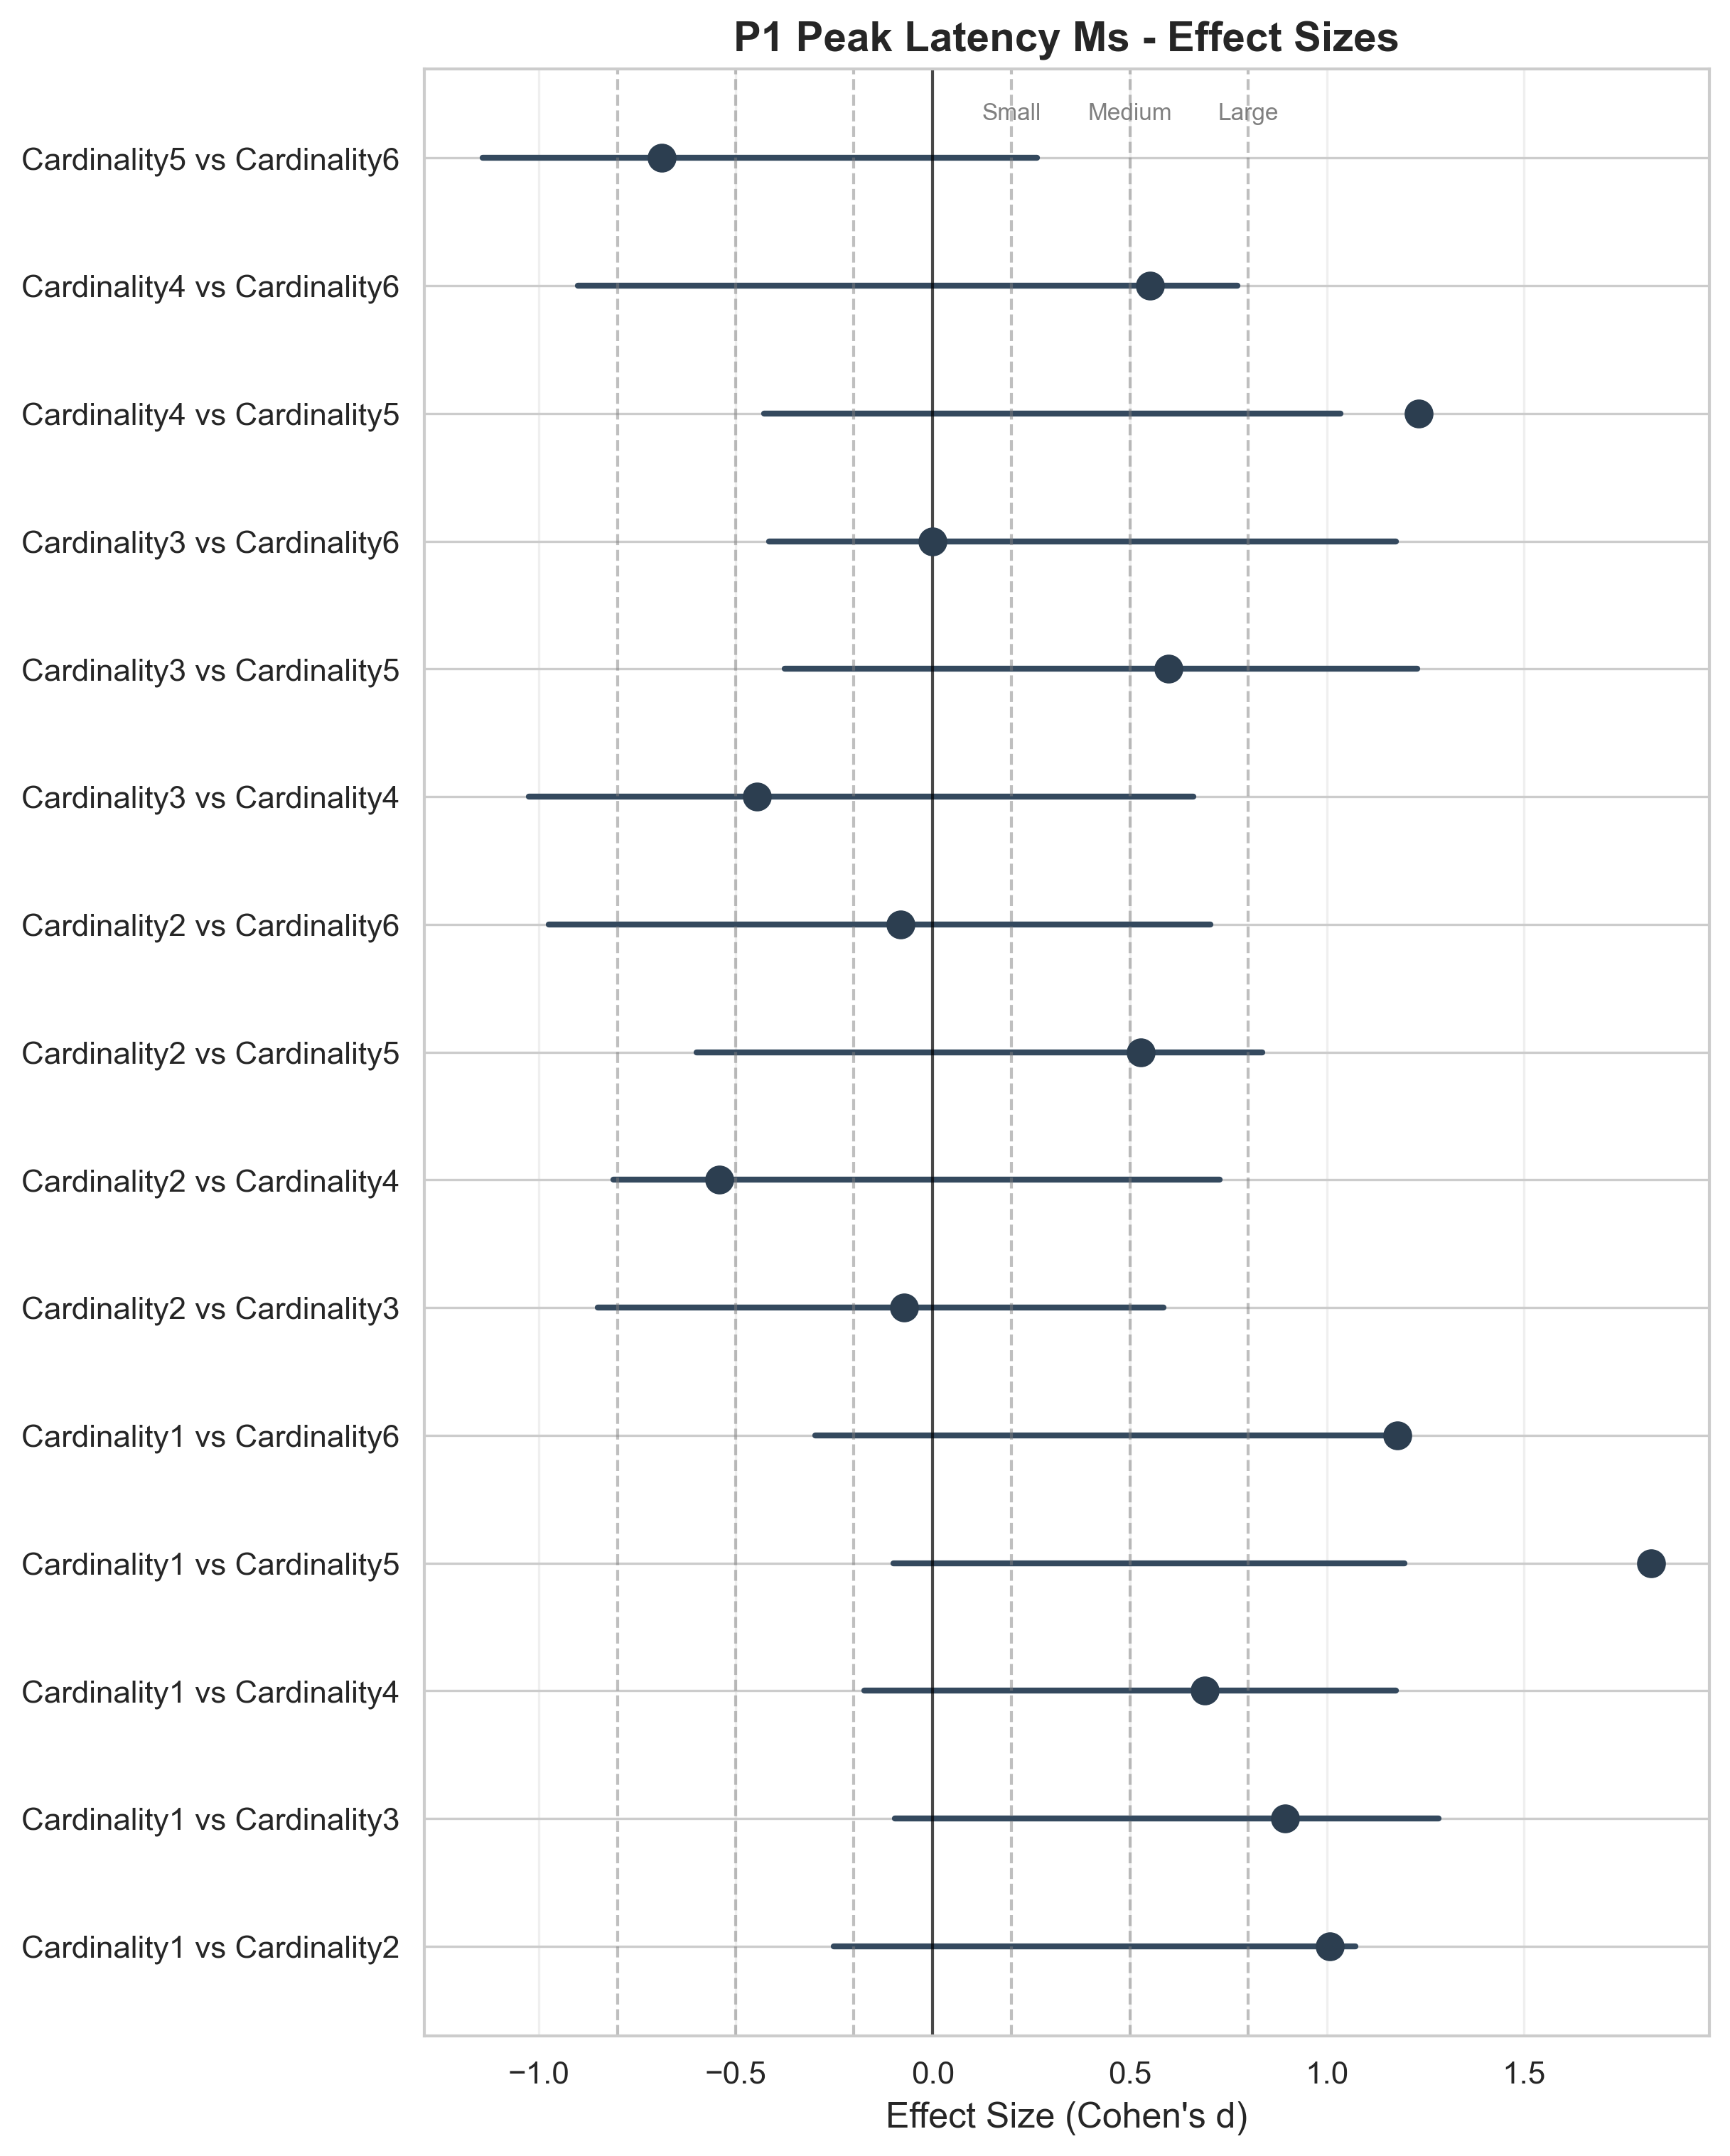 P1 Peak Latency Ms - Effect Sizes
Small Medium Large
Cardinality5 vs Cardinality6
Cardinality4 vs Cardinality6
Cardinality4 vs Cardinality5
Cardinality3 vs Cardinality6
Cardinality3 vs Cardinality5
Cardinality3 vs Cardinality4
Cardinality2 vs Cardinality6
Cardinality2 vs Cardinality5
Cardinality2 vs Cardinality4
Cardinality2 vs Cardinality3
Cardinality1 vs Cardinality6
Cardinality1 vs Cardinality5
Cardinality1 vs Cardinality4
Cardinality1 vs Cardinality3
Cardinality1 vs Cardinality2
−1.0 −0.5 0.0 0.5 1.0 1.5
Effect Size (Cohen's d)